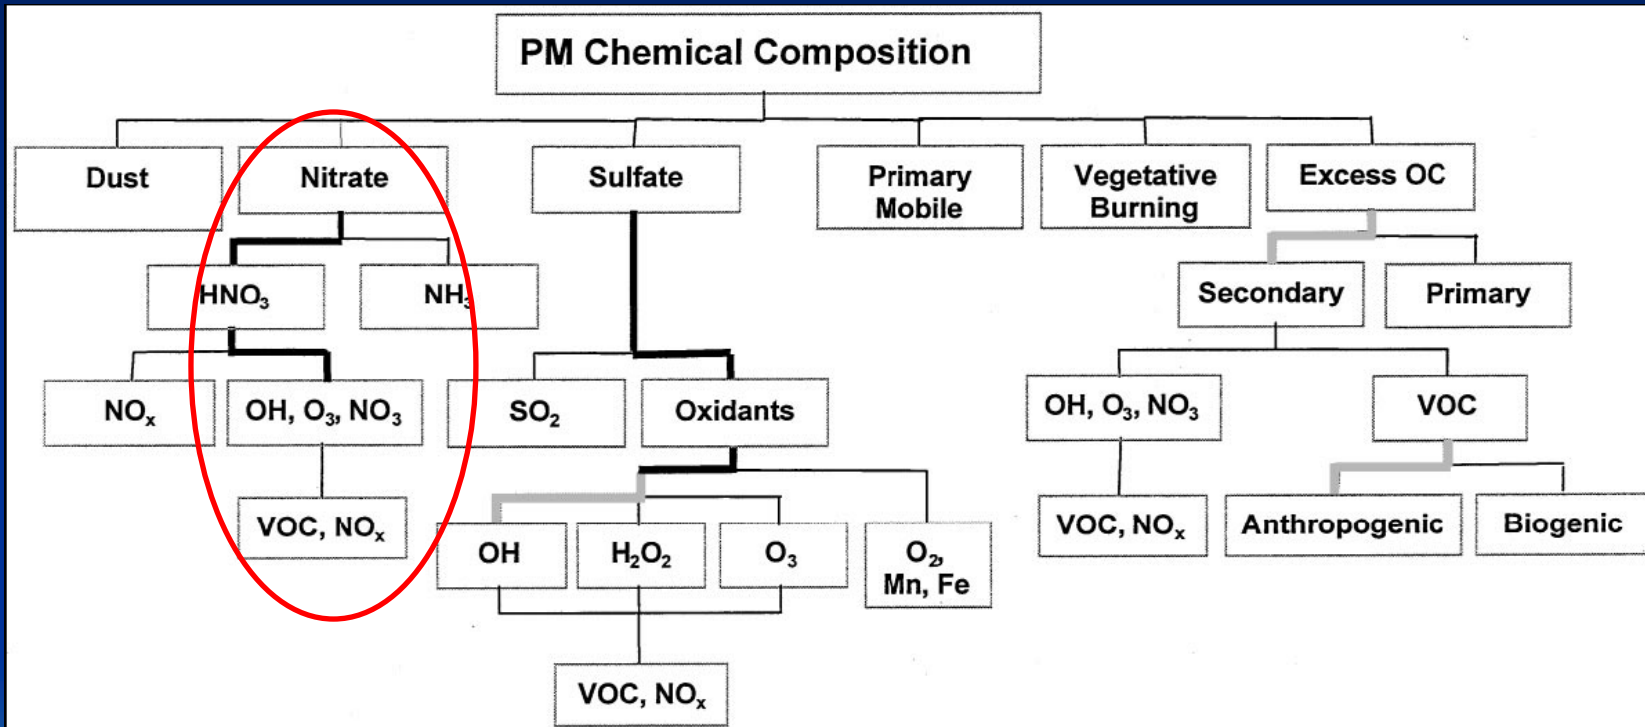 PM Chemical Composition
Dust
Nitrate
Sulfate
Primary
Mobile
Vegetative
Burning
Excess OC
HNO₃
NH₃
Secondary
Primary
NOₓ
OH, O₃, NO₃
SO₂
Oxidants
OH, O₃, NO₃
VOC
VOC, NOₓ
OH
H₂O₂
O₃
O₂,
Mn, Fe
VOC, NOₓ
Anthropogenic
Biogenic
VOC, NOₓ